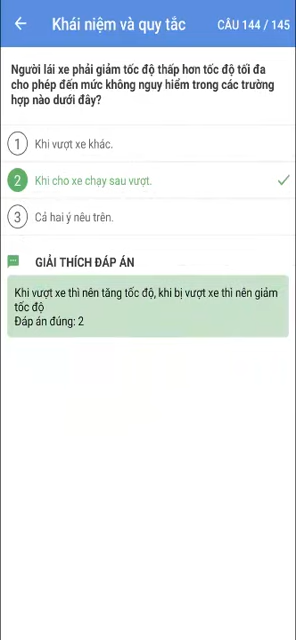 Khái niệm và quy tắc CÂU 144 / 145
Người lái xe phải giảm tốc độ thấp hơn tốc độ tối đa
cho phép đến mức không nguy hiểm trong các trường
hợp nào dưới đây?
1 Khi vượt xe khác.
2 Khi cho xe chạy sau vượt.
3 Cả hai ý nêu trên.
GIẢI THÍCH ĐÁP ÁN
Khi vượt xe thì nên tăng tốc độ, khi bị vượt xe thì nên giảm
tốc độ
Đáp án đúng: 2